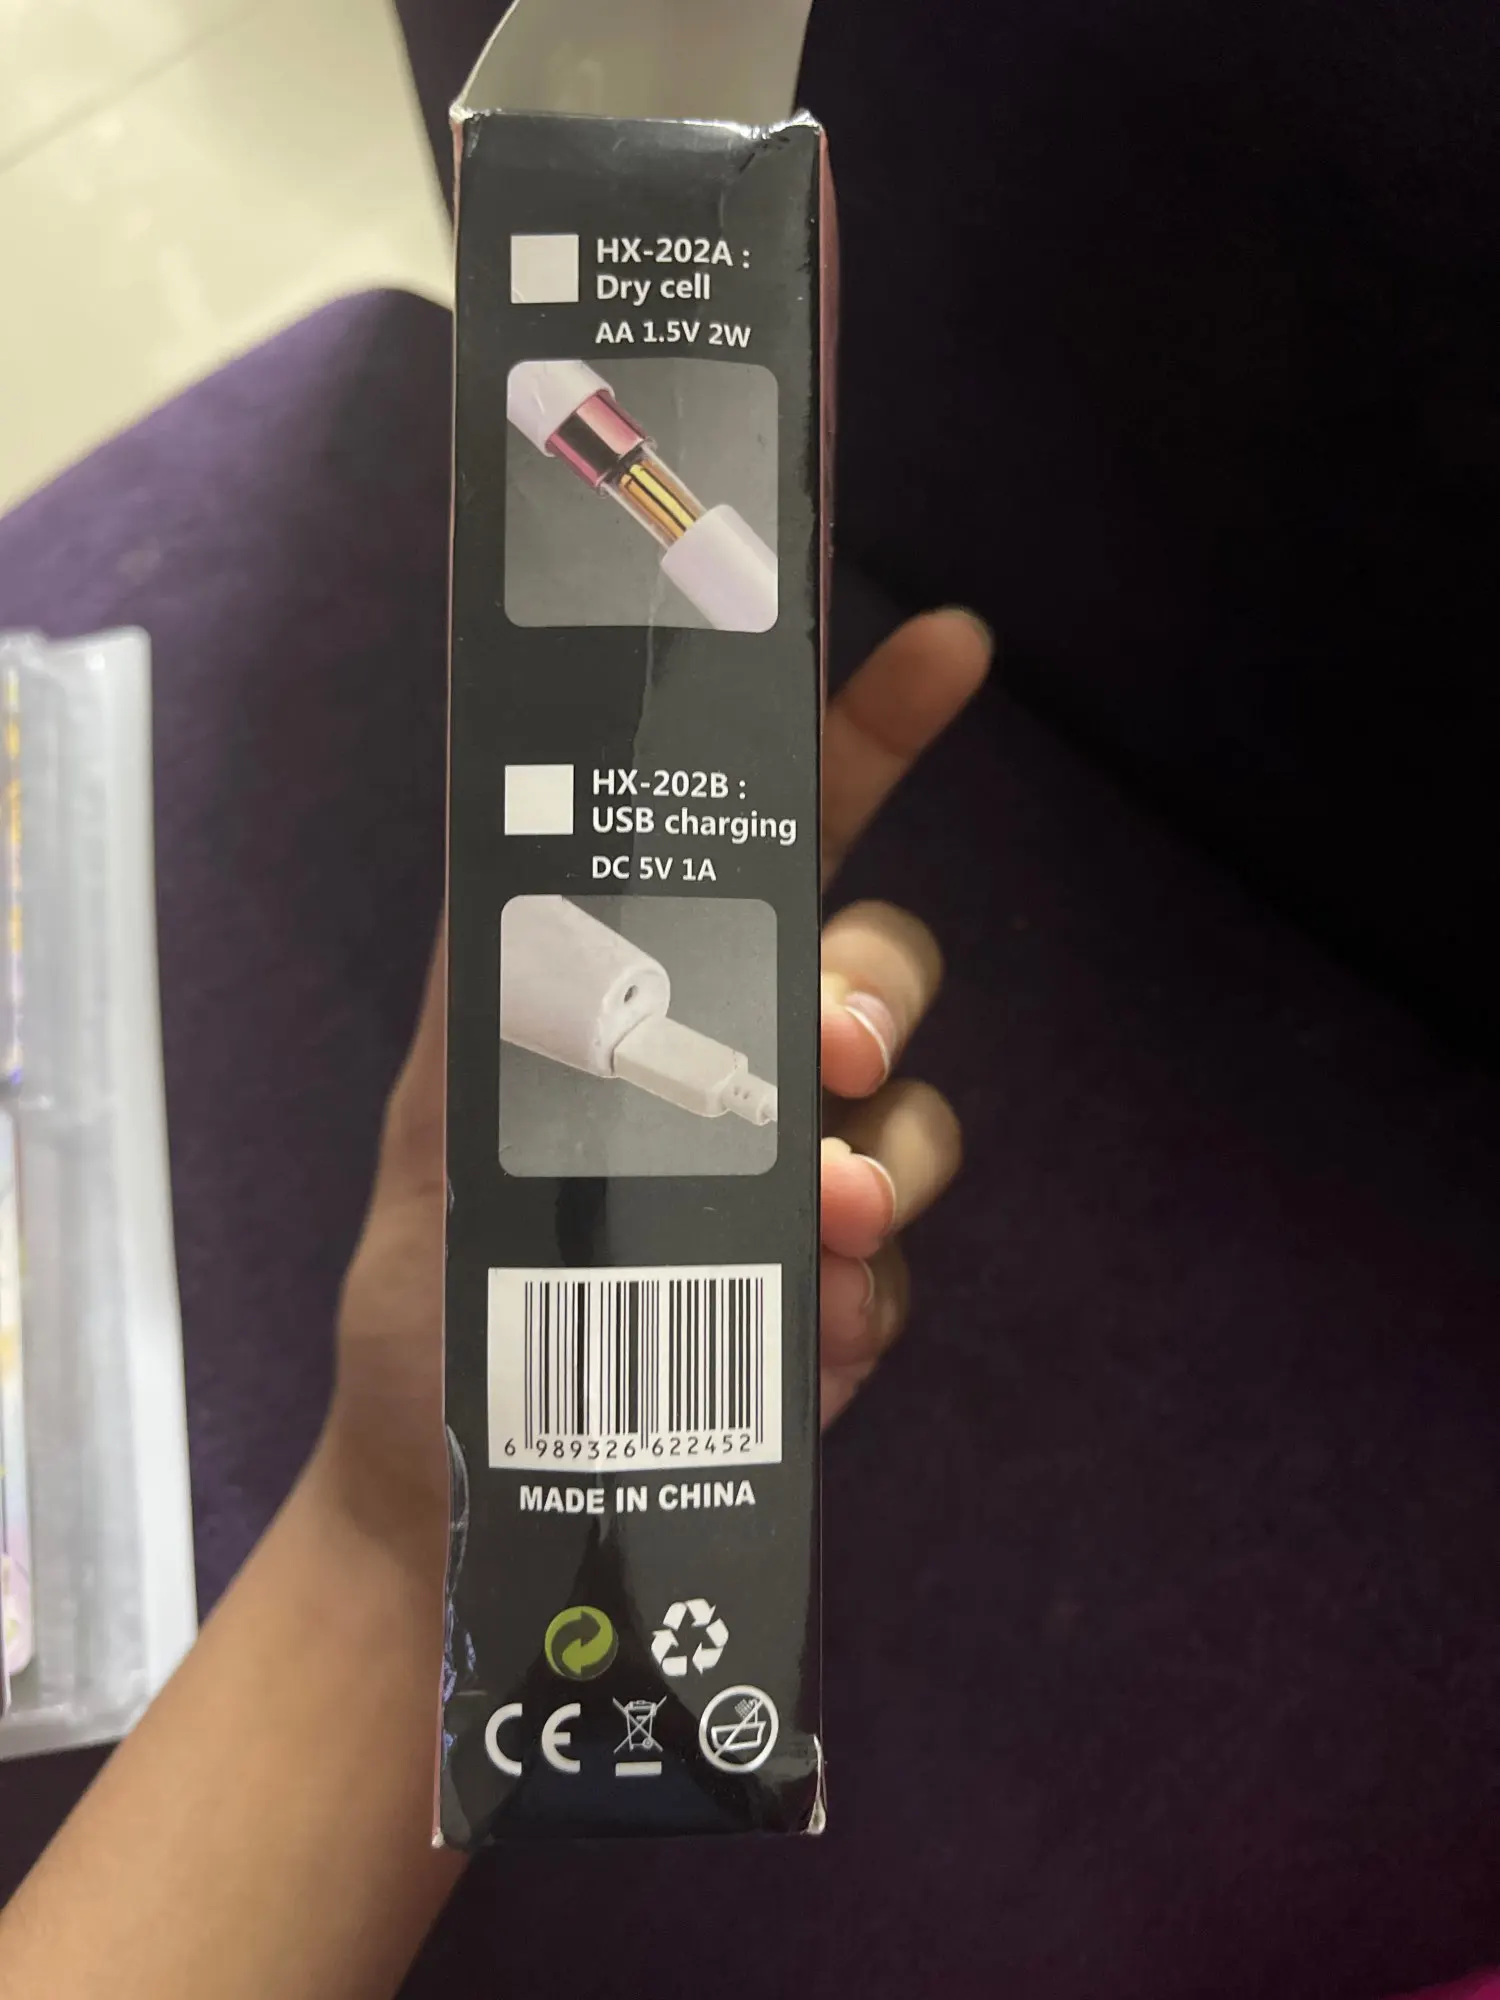 HX-202A :
Dry cell
AA 1.5V 2W
HX-202B :
USB charging
DC 5V 1A
6 989326 622452
MADE IN CHINA
CE